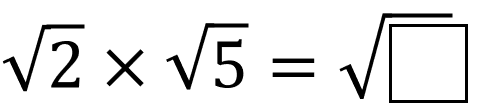 √2 × √5 = √□